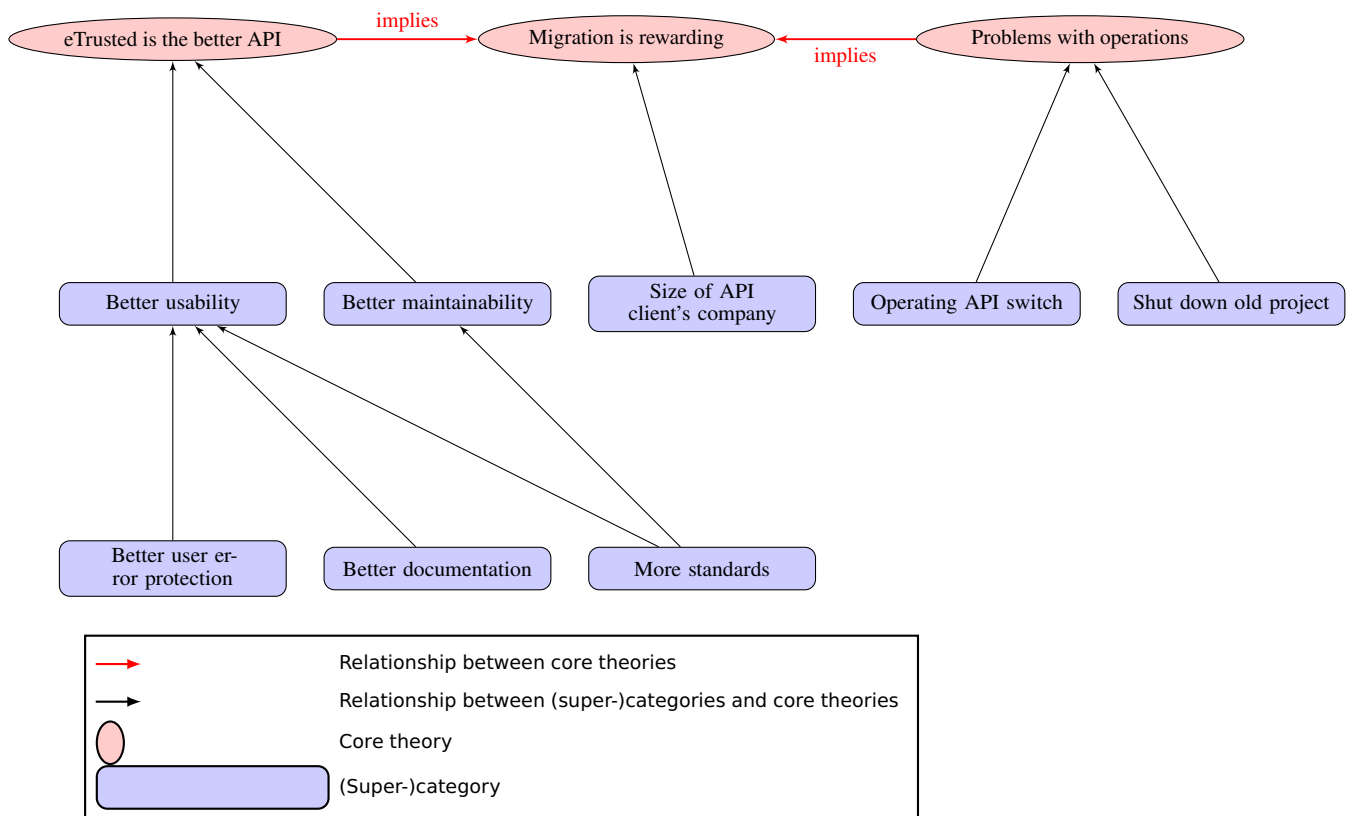 implies
eTrusted is the better API
Migration is rewarding
Problems with operations
implies
Better usability
Better maintainability
Size of API
client's company
Operating API switch
Shut down old project
Better user er-
ror protection
Better documentation
More standards
Relationship between core theories
Relationship between (super-)categories and core theories
Core theory
(Super-)category